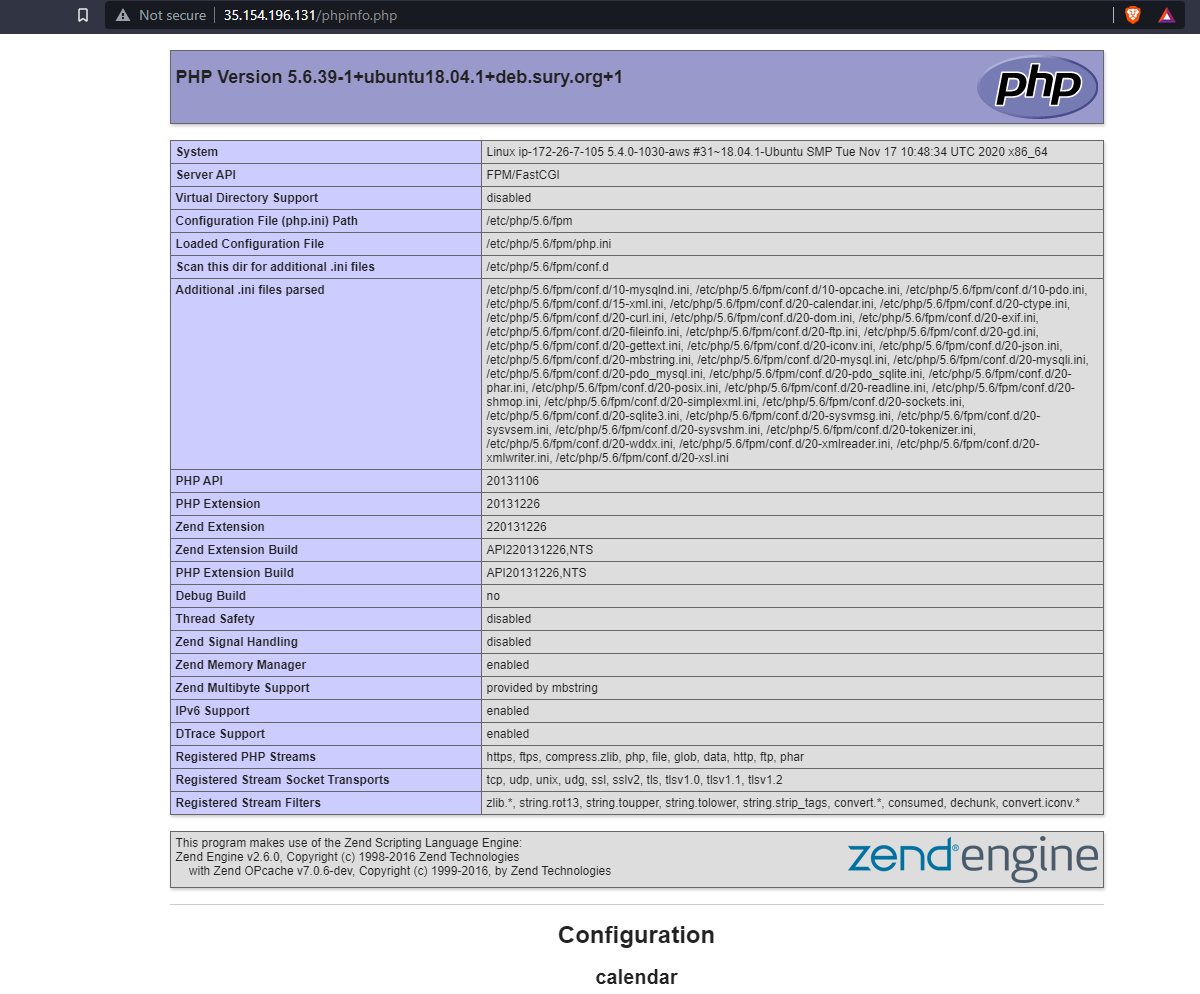 Not secure 35.154.196.131/phpinfo.php
PHP Version 5.6.39-1+ubuntu18.04.1+deb.sury.org+1
php
System Linux ip-172-26-7-105 5.4.0-1030-aws #31~18.04.1-Ubuntu SMP Tue Nov 17 10:48:34 UTC 2020 x86_64
Server API FPM/FastCGI
Virtual Directory Support disabled
Configuration File (php.ini) Path /etc/php/5.6/fpm
Loaded Configuration File /etc/php/5.6/fpm/php.ini
Scan this dir for additional .ini files /etc/php/5.6/fpm/conf.d
Additional .ini files parsed /etc/php/5.6/fpm/conf.d/10-mysqlnd.ini, /etc/php/5.6/fpm/conf.d/10-opcache.ini, /etc/php/5.6/fpm/conf.d/10-pdo.ini,
/etc/php/5.6/fpm/conf.d/15-xml.ini, /etc/php/5.6/fpm/conf.d/20-calendar.ini, /etc/php/5.6/fpm/conf.d/20-ctype.ini,
/etc/php/5.6/fpm/conf.d/20-curl.ini, /etc/php/5.6/fpm/conf.d/20-dom.ini, /etc/php/5.6/fpm/conf.d/20-exif.ini,
/etc/php/5.6/fpm/conf.d/20-fileinfo.ini, /etc/php/5.6/fpm/conf.d/20-ftp.ini, /etc/php/5.6/fpm/conf.d/20-gd.ini,
/etc/php/5.6/fpm/conf.d/20-gettext.ini, /etc/php/5.6/fpm/conf.d/20-iconv.ini, /etc/php/5.6/fpm/conf.d/20-json.ini,
/etc/php/5.6/fpm/conf.d/20-mbstring.ini, /etc/php/5.6/fpm/conf.d/20-mysql.ini, /etc/php/5.6/fpm/conf.d/20-mysqli.ini,
/etc/php/5.6/fpm/conf.d/20-pdo_mysql.ini, /etc/php/5.6/fpm/conf.d/20-pdo_sqlite.ini, /etc/php/5.6/fpm/conf.d/20-
phar.ini, /etc/php/5.6/fpm/conf.d/20-posix.ini, /etc/php/5.6/fpm/conf.d/20-readline.ini, /etc/php/5.6/fpm/conf.d/20-
shmop.ini, /etc/php/5.6/fpm/conf.d/20-simplexml.ini, /etc/php/5.6/fpm/conf.d/20-sockets.ini,
/etc/php/5.6/fpm/conf.d/20-sqlite3.ini, /etc/php/5.6/fpm/conf.d/20-sysvmsg.ini, /etc/php/5.6/fpm/conf.d/20-
sysvsem.ini, /etc/php/5.6/fpm/conf.d/20-sysvshm.ini, /etc/php/5.6/fpm/conf.d/20-tokenizer.ini,
/etc/php/5.6/fpm/conf.d/20-wddx.ini, /etc/php/5.6/fpm/conf.d/20-xmlreader.ini, /etc/php/5.6/fpm/conf.d/20-
xmlwriter.ini, /etc/php/5.6/fpm/conf.d/20-xsl.ini
PHP API 20131106
PHP Extension 20131226
Zend Extension 220131226
Zend Extension Build API220131226,NTS
PHP Extension Build API20131226,NTS
Debug Build no
Thread Safety disabled
Zend Signal Handling disabled
Zend Memory Manager enabled
Zend Multibyte Support provided by mbstring
IPv6 Support enabled
DTrace Support enabled
Registered PHP Streams https, ftps, compress.zlib, php, file, glob, data, http, ftp, phar
Registered Stream Socket Transports tcp, udp, unix, udg, ssl, sslv2, tls, tlsv1.0, tlsv1.1, tlsv1.2
Registered Stream Filters zlib.*, string.rot13, string.toupper, string.tolower, string.strip_tags, convert.*, consumed, dechunk, convert.iconv.*
This program makes use of the Zend Scripting Language Engine:
Zend Engine v2.6.0, Copyright (c) 1998-2016 Zend Technologies
with Zend OPcache v7.0.6-dev, Copyright (c) 1999-2016, by Zend Technologies
zend® engine
Configuration
calendar